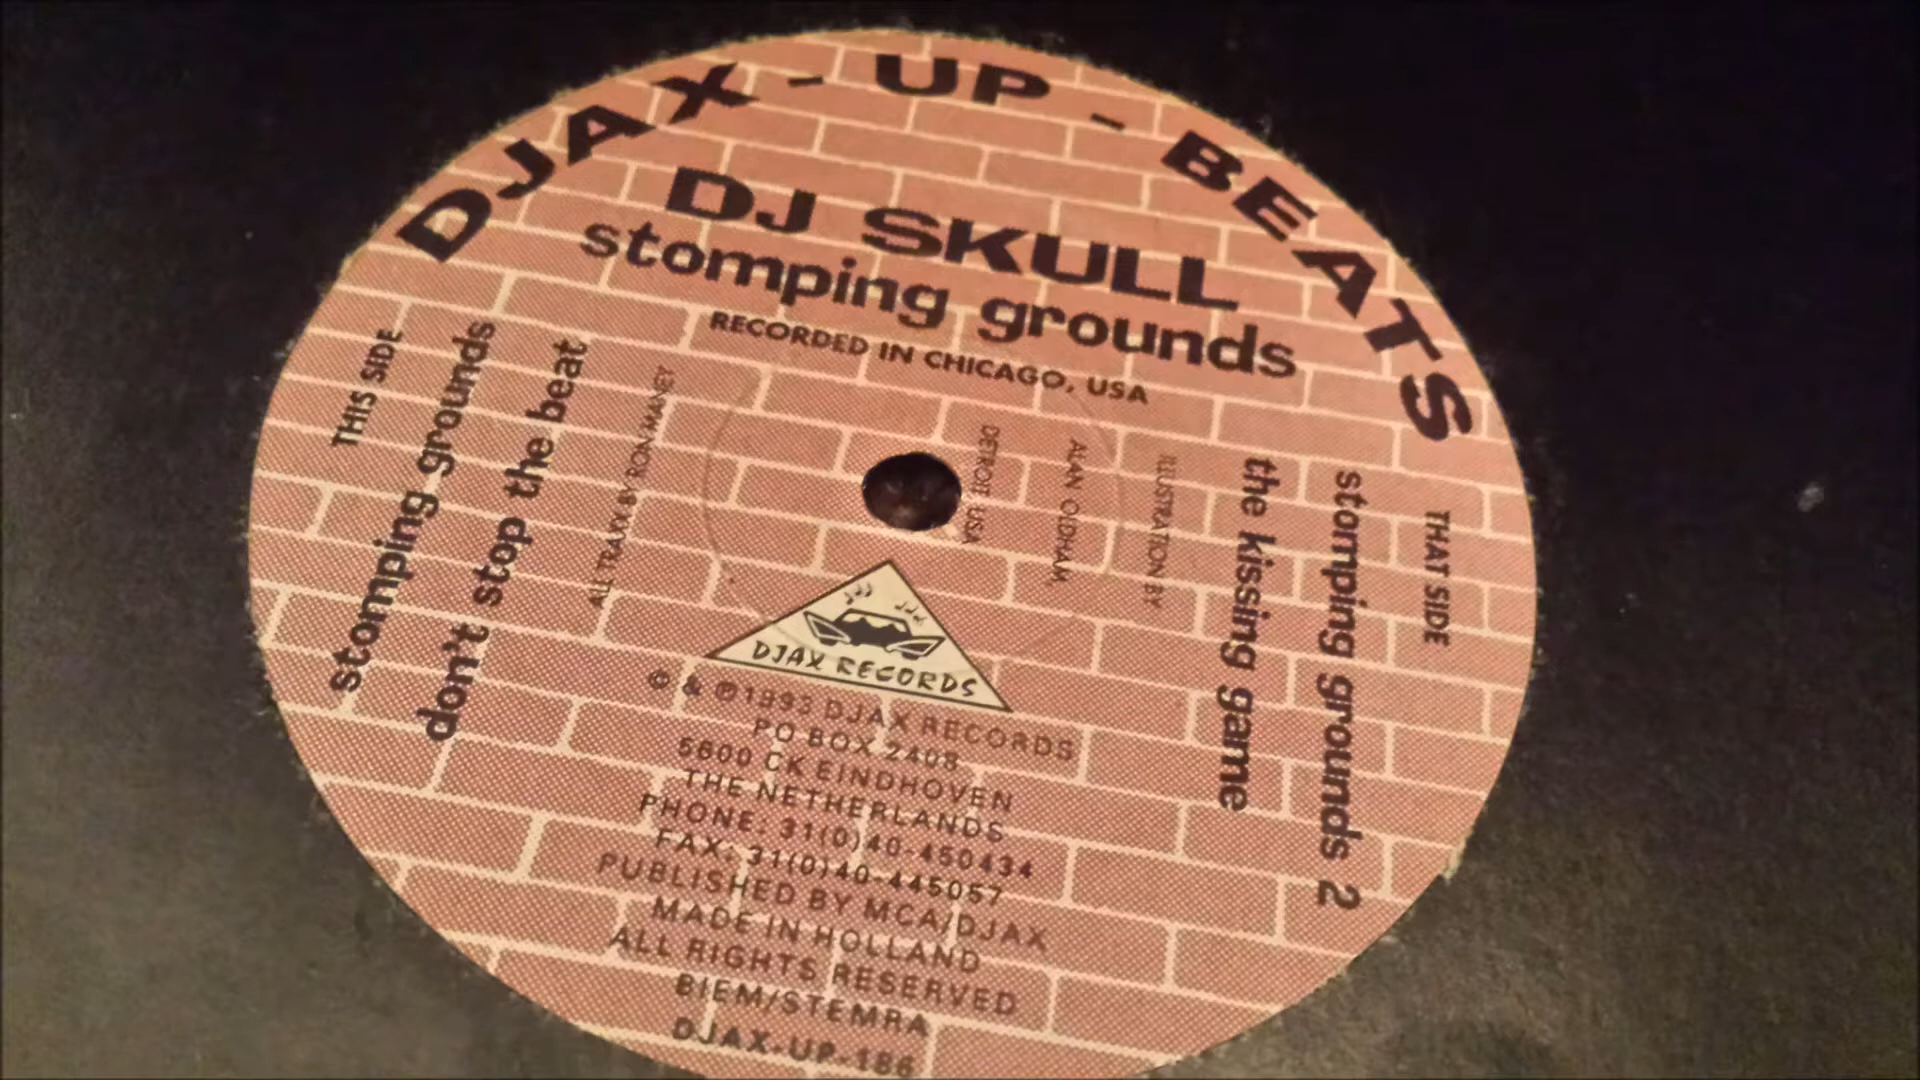 DJAX - UP - BEATS
DJ SKULL
stomping grounds
RECORDED IN CHICAGO, USA
THIS SIDE
stomping grounds
don't stop the beat
ALL TRAXX BY RON MANEY
THAT SIDE
stomping grounds 2
the kissing game
ILLUSTRATION BY
ALAN OLDHAM
DETROIT USA
DJAX RECORDS
© & ℗1993 DJAX RECORDS
PO BOX 2408
5600 CK EINDHOVEN
THE NETHERLANDS
PHONE: 31(0)40-450434
FAX: 31(0)40-445057
PUBLISHED BY MCA/DJAX
MADE IN HOLLAND
ALL RIGHTS RESERVED
BIEM/STEMRA
DJAX-UP-186